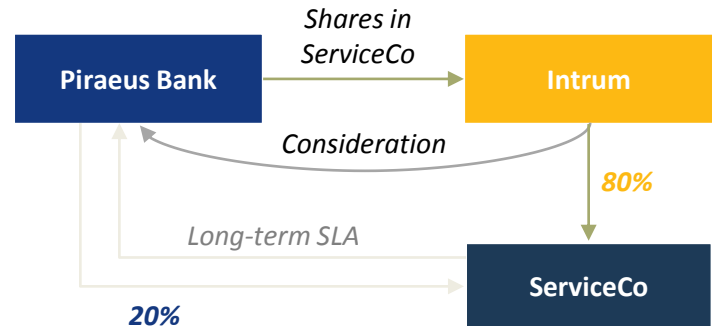 Shares in
ServiceCo
Piraeus Bank
Intrum
Consideration
80%
Long-term SLA
ServiceCo
20%